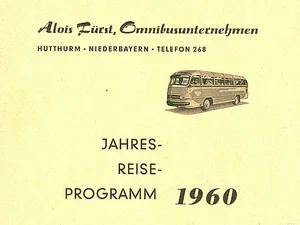 Alois Fürst, Omnibusunternehmen
HUTTHURM • NIEDERBAYERN • TELEFON 268
JAHRES-
REISE-
PROGRAMM 1960